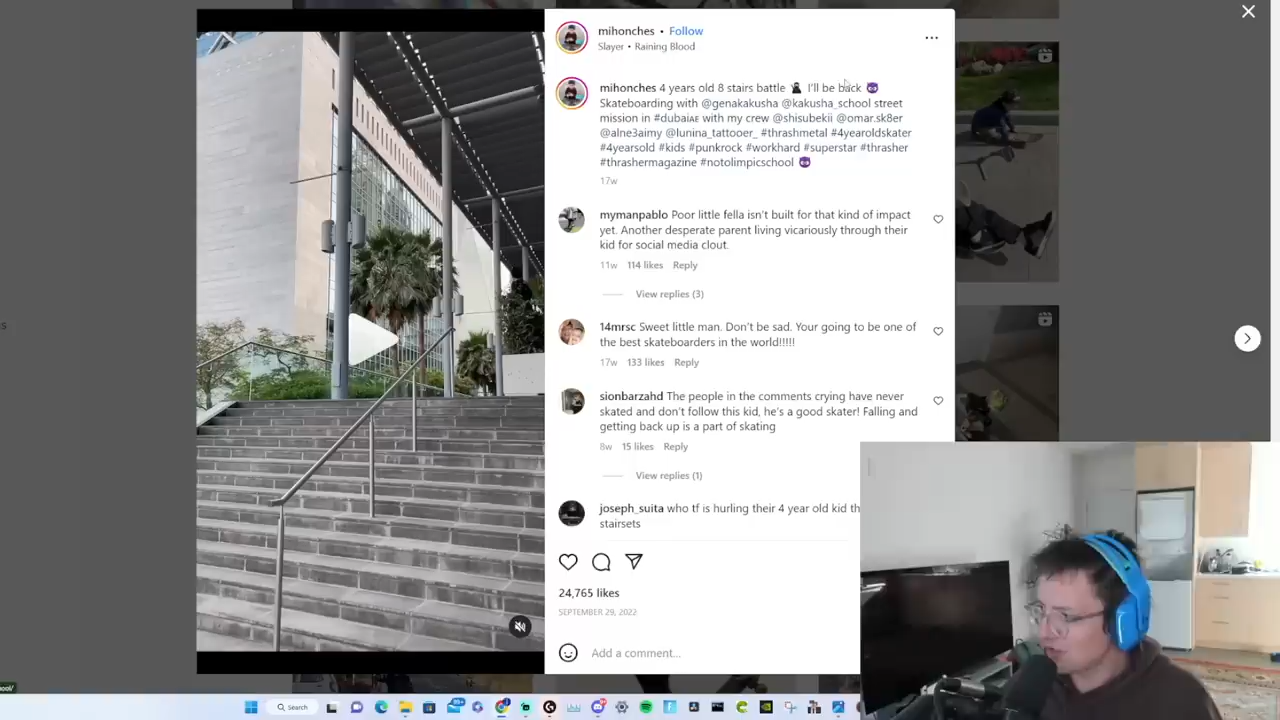 mihonches • Follow
Slayer • Raining Blood
mihonches 4 years old 8 stairs battle 🥷 I'll be back 😈
Skateboarding with @genakakusha @kakusha_school street
mission in #dubaiᴀᴇ with my crew @shisubekii @omar.sk8er
@alne3aimy @lunina_tattooer_ #thrashmetal #4yearoldskater
#4yearsold #kids #punkrock #workhard #superstar #thrasher
#thrashermagazine #notolimpicschool 😈
17w
mymanpablo Poor little fella isn't built for that kind of impact
yet. Another desperate parent living vicariously through their
kid for social media clout.
11w 114 likes Reply
View replies (3)
14mrsc Sweet little man. Don't be sad. Your going to be one of
the best skateboarders in the world!!!!!
17w 133 likes Reply
sionbarzahd The people in the comments crying have never
skated and don't follow this kid, he's a good skater! Falling and
getting back up is a part of skating
8w 15 likes Reply
View replies (1)
joseph_suita who tf is hurling their 4 year old kid
stairsets
24,765 likes
SEPTEMBER 29, 2022
Add a comment...
Search
99+